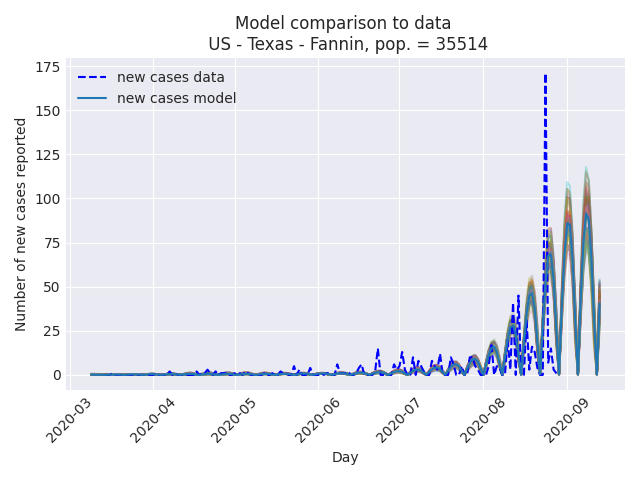 Model comparison to data
US - Texas - Fannin, pop. = 35514
new cases data
new cases model
Number of new cases reported
175
150
125
100
75
50
25
0
2020-03
2020-04
2020-05
2020-06
2020-07
2020-08
2020-09
Day